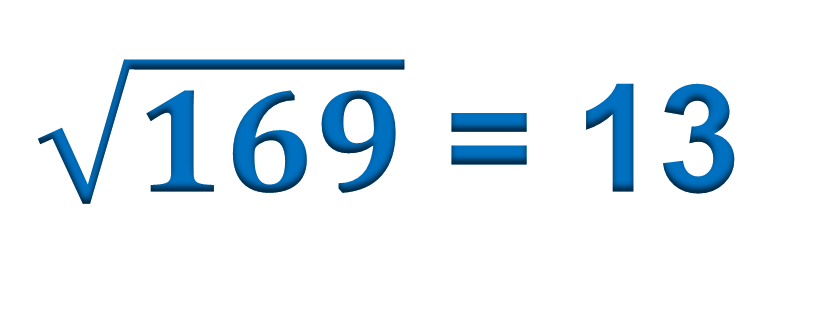 √169 = 13